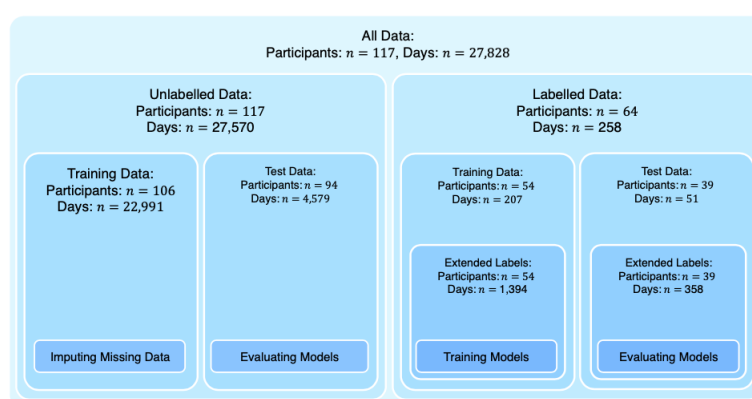 All Data:
Participants: n = 117, Days: n = 27,828
Unlabelled Data:
Participants: n = 117
Days: n = 27,570
Labelled Data:
Participants: n = 64
Days: n = 258
Training Data:
Participants: n = 106
Days: n = 22,991
Test Data:
Participants: n = 94
Days: n = 4,579
Training Data:
Participants: n = 54
Days: n = 207
Test Data:
Participants: n = 39
Days: n = 51
Extended Labels:
Participants: n = 54
Days: n = 1,394
Extended Labels:
Participants: n = 39
Days: n = 358
Imputing Missing Data
Evaluating Models
Training Models
Evaluating Models